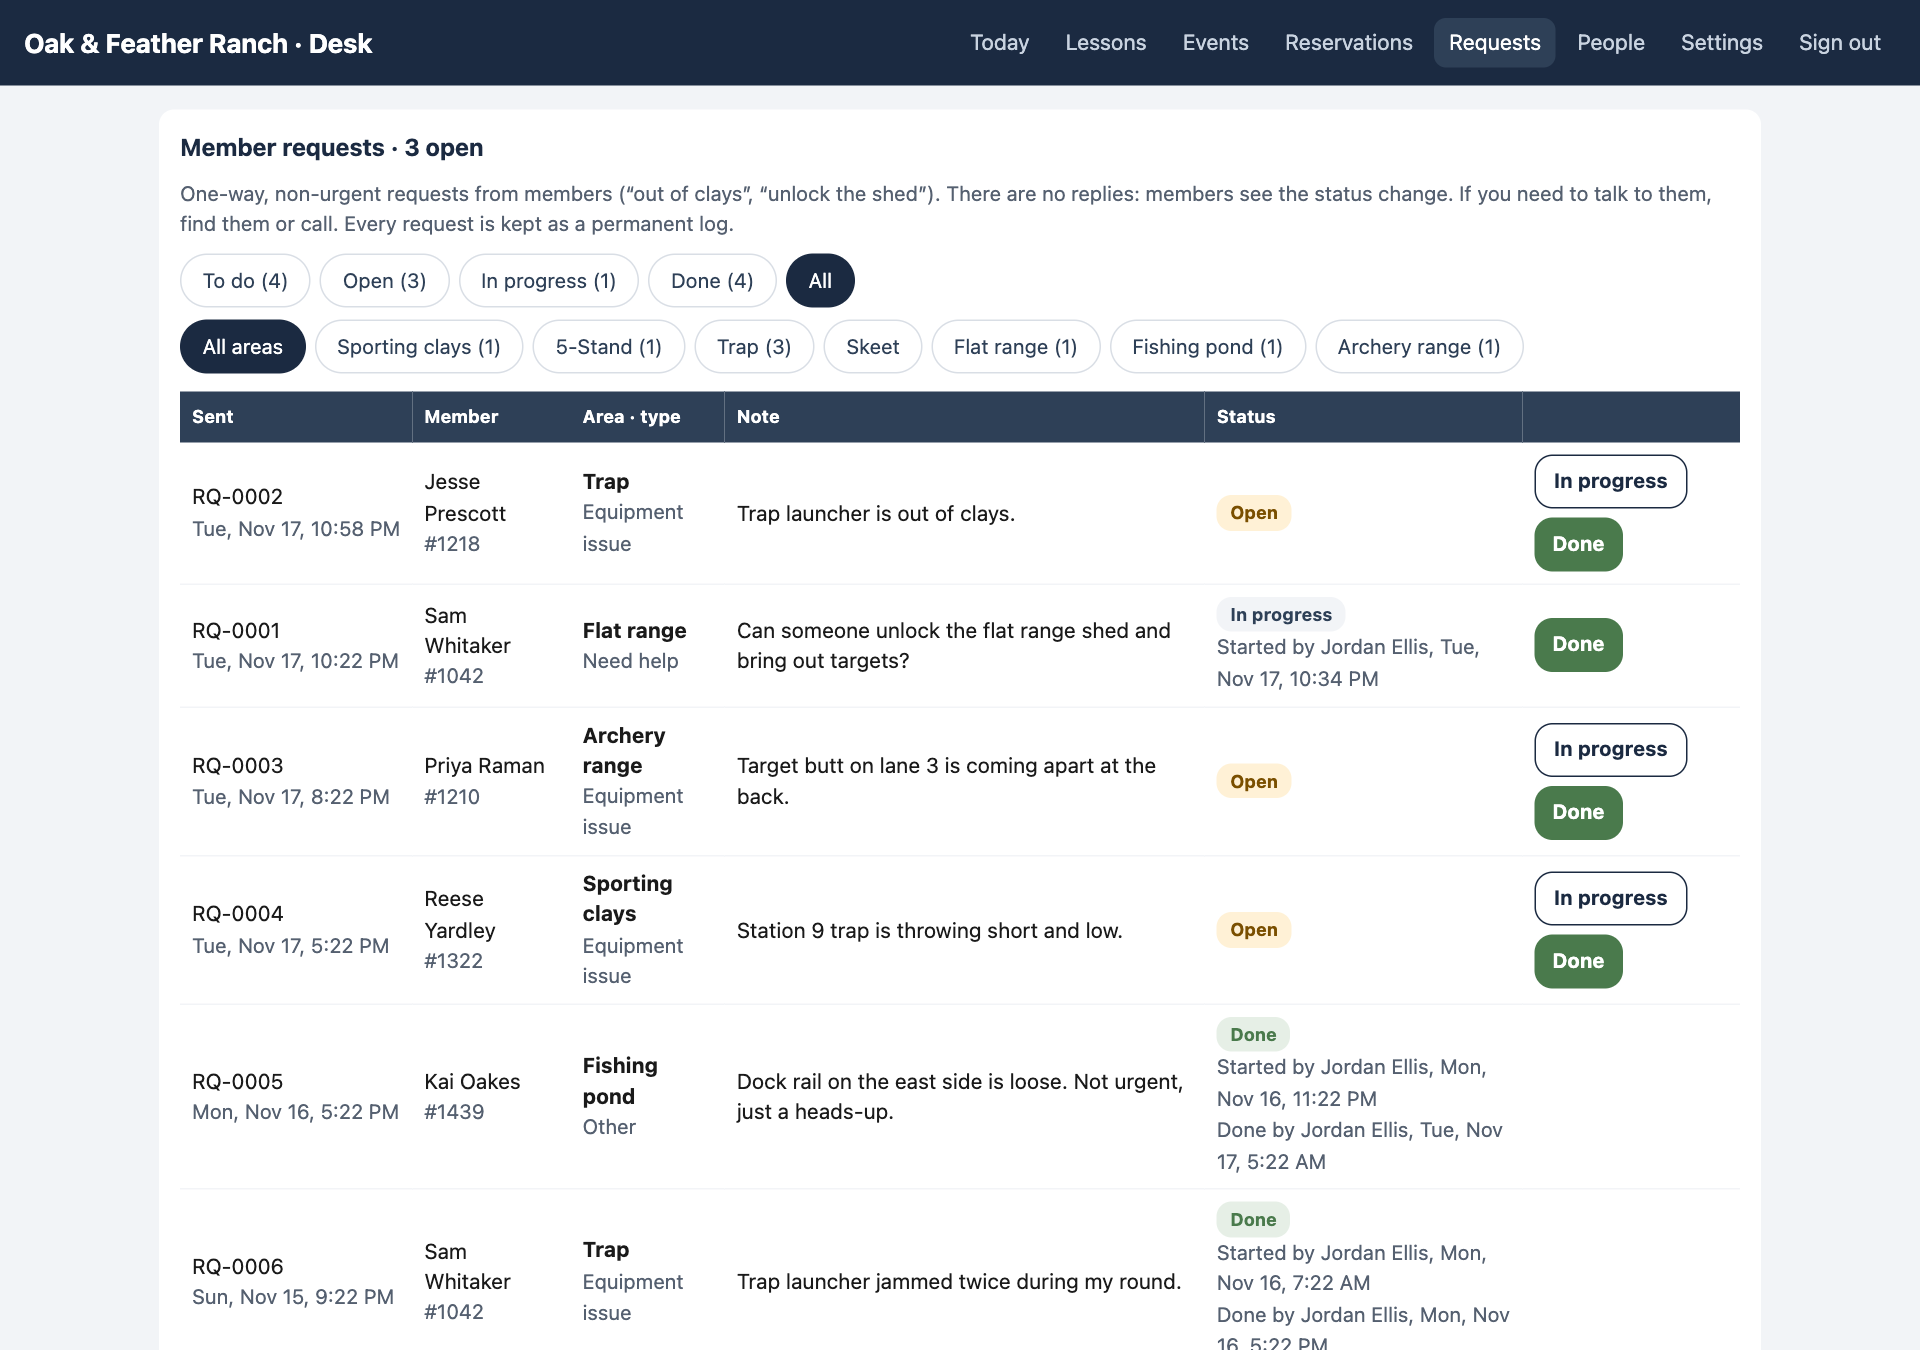 Oak & Feather Ranch · Desk
Today Lessons Events Reservations Requests People Settings Sign out
Member requests · 3 open
One-way, non-urgent requests from members (“out of clays”, “unlock the shed”). There are no replies: members see the status change. If you need to talk to them,
find them or call. Every request is kept as a permanent log.
To do (4) Open (3) In progress (1) Done (4) All
All areas Sporting clays (1) 5-Stand (1) Trap (3) Skeet Flat range (1) Fishing pond (1) Archery range (1)
Sent Member Area · type Note Status
RQ-0002
Tue, Nov 17, 10:58 PM
Jesse
Prescott
#1218
Trap
Equipment
issue
Trap launcher is out of clays.
Open
In progress
Done
RQ-0001
Tue, Nov 17, 10:22 PM
Sam
Whitaker
#1042
Flat range
Need help
Can someone unlock the flat range shed and
bring out targets?
In progress
Started by Jordan Ellis, Tue,
Nov 17, 10:34 PM
Done
RQ-0003
Tue, Nov 17, 8:22 PM
Priya Raman
#1210
Archery
range
Equipment
issue
Target butt on lane 3 is coming apart at the
back.
Open
In progress
Done
RQ-0004
Tue, Nov 17, 5:22 PM
Reese
Yardley
#1322
Sporting
clays
Equipment
issue
Station 9 trap is throwing short and low.
Open
In progress
Done
RQ-0005
Mon, Nov 16, 5:22 PM
Kai Oakes
#1439
Fishing
pond
Other
Dock rail on the east side is loose. Not urgent,
just a heads-up.
Done
Started by Jordan Ellis, Mon,
Nov 16, 11:22 PM
Done by Jordan Ellis, Tue, Nov
17, 5:22 AM
RQ-0006
Sun, Nov 15, 9:22 PM
Sam
Whitaker
#1042
Trap
Equipment
issue
Trap launcher jammed twice during my round.
Done
Started by Jordan Ellis, Mon,
Nov 16, 7:22 AM
Done by Jordan Ellis, Mon, Nov
16, 5:22 PM